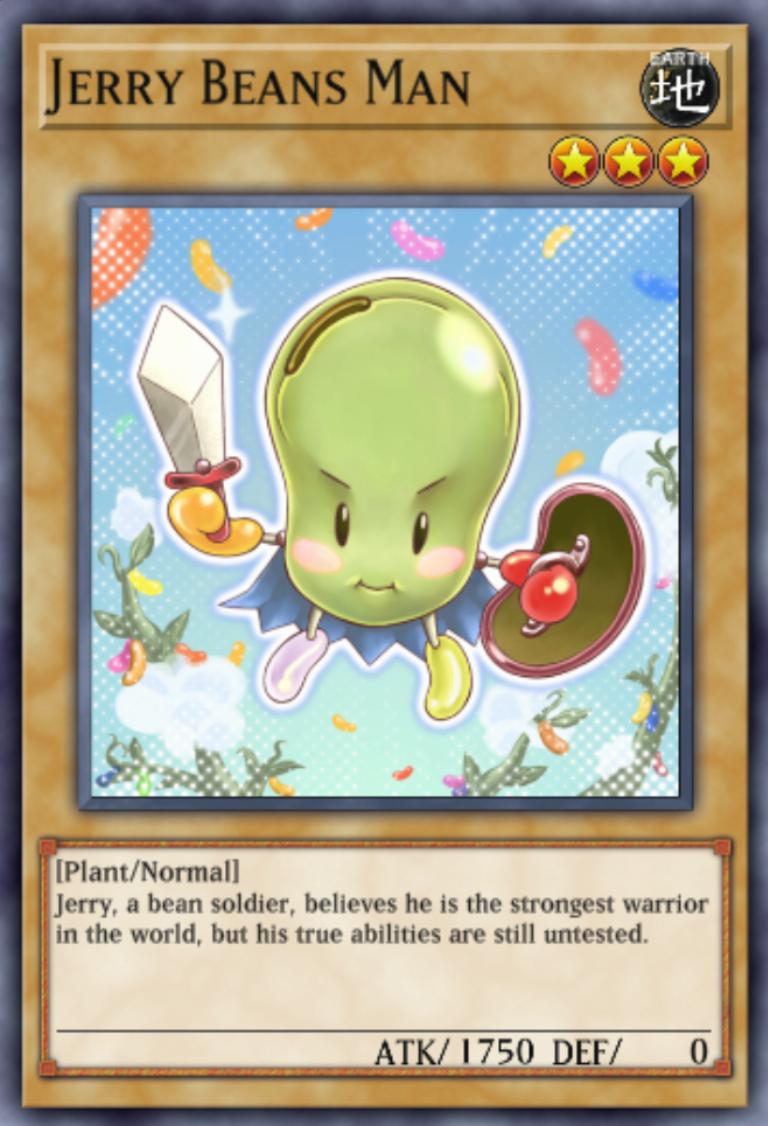 Jerry Beans Man
EARTH
地
[Plant/Normal]
Jerry, a bean soldier, believes he is the strongest warrior
in the world, but his true abilities are still untested.
ATK/ 1750 DEF/ 0